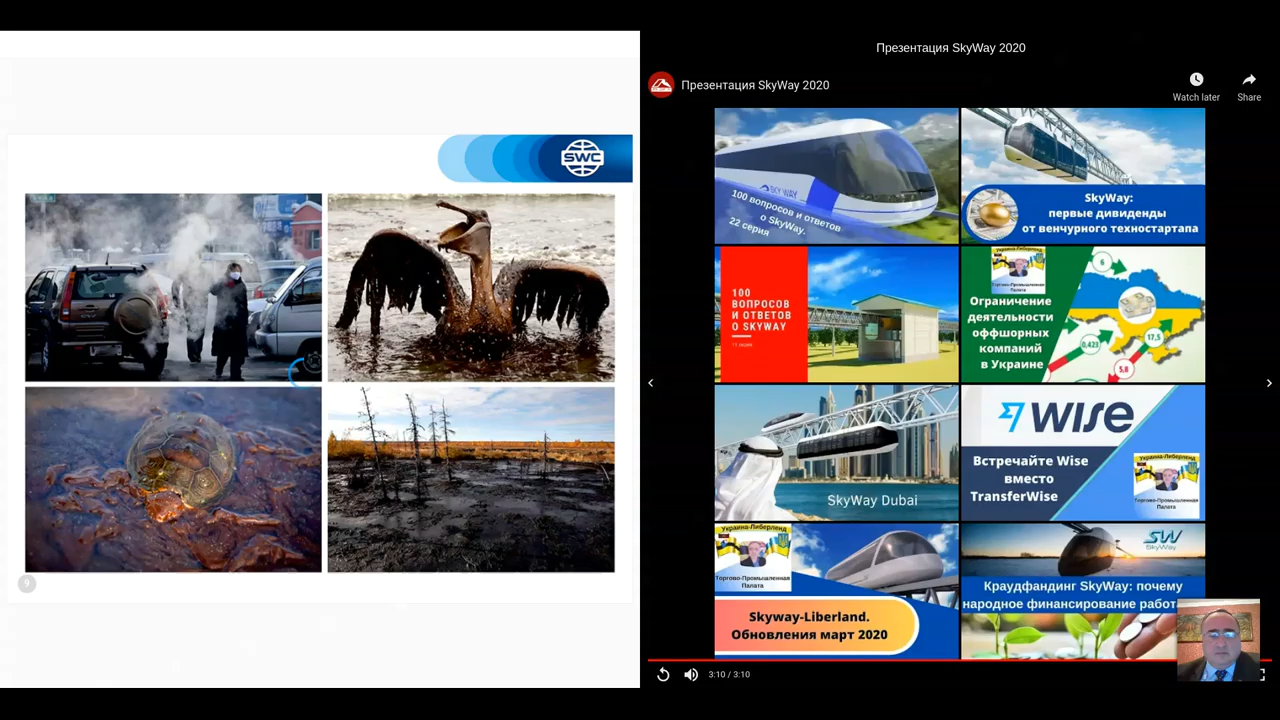 SWC
9
Презентация SkyWay 2020
Презентация SkyWay 2020
Watch later
Share
SKY WAY
100 вопросов и ответов
о SkyWay.
22 серия
SkyWay:
первые дивиденды
от венчурного техностартапа
100
ВОПРОСОВ
И ОТВЕТОВ
О SKYWAY
Украина-Либерленд
Торгово-Промышленная
Палата
Ограничение
деятельности
оффшорных
компаний
в Украине
6
0,423
17,5
5,8
SkyWay Dubai
WISE
Встречайте Wise
вместо
TransferWise
Украина-Либерленд
Торгово-Промышленная
Палата
Украина-Либерленд
Торгово-Промышленная
Палата
Skyway-Liberland.
Обновления март 2020
SW
SkyWay
Краудфандинг SkyWay: почему
народное финансирование работ
3:10 / 3:10